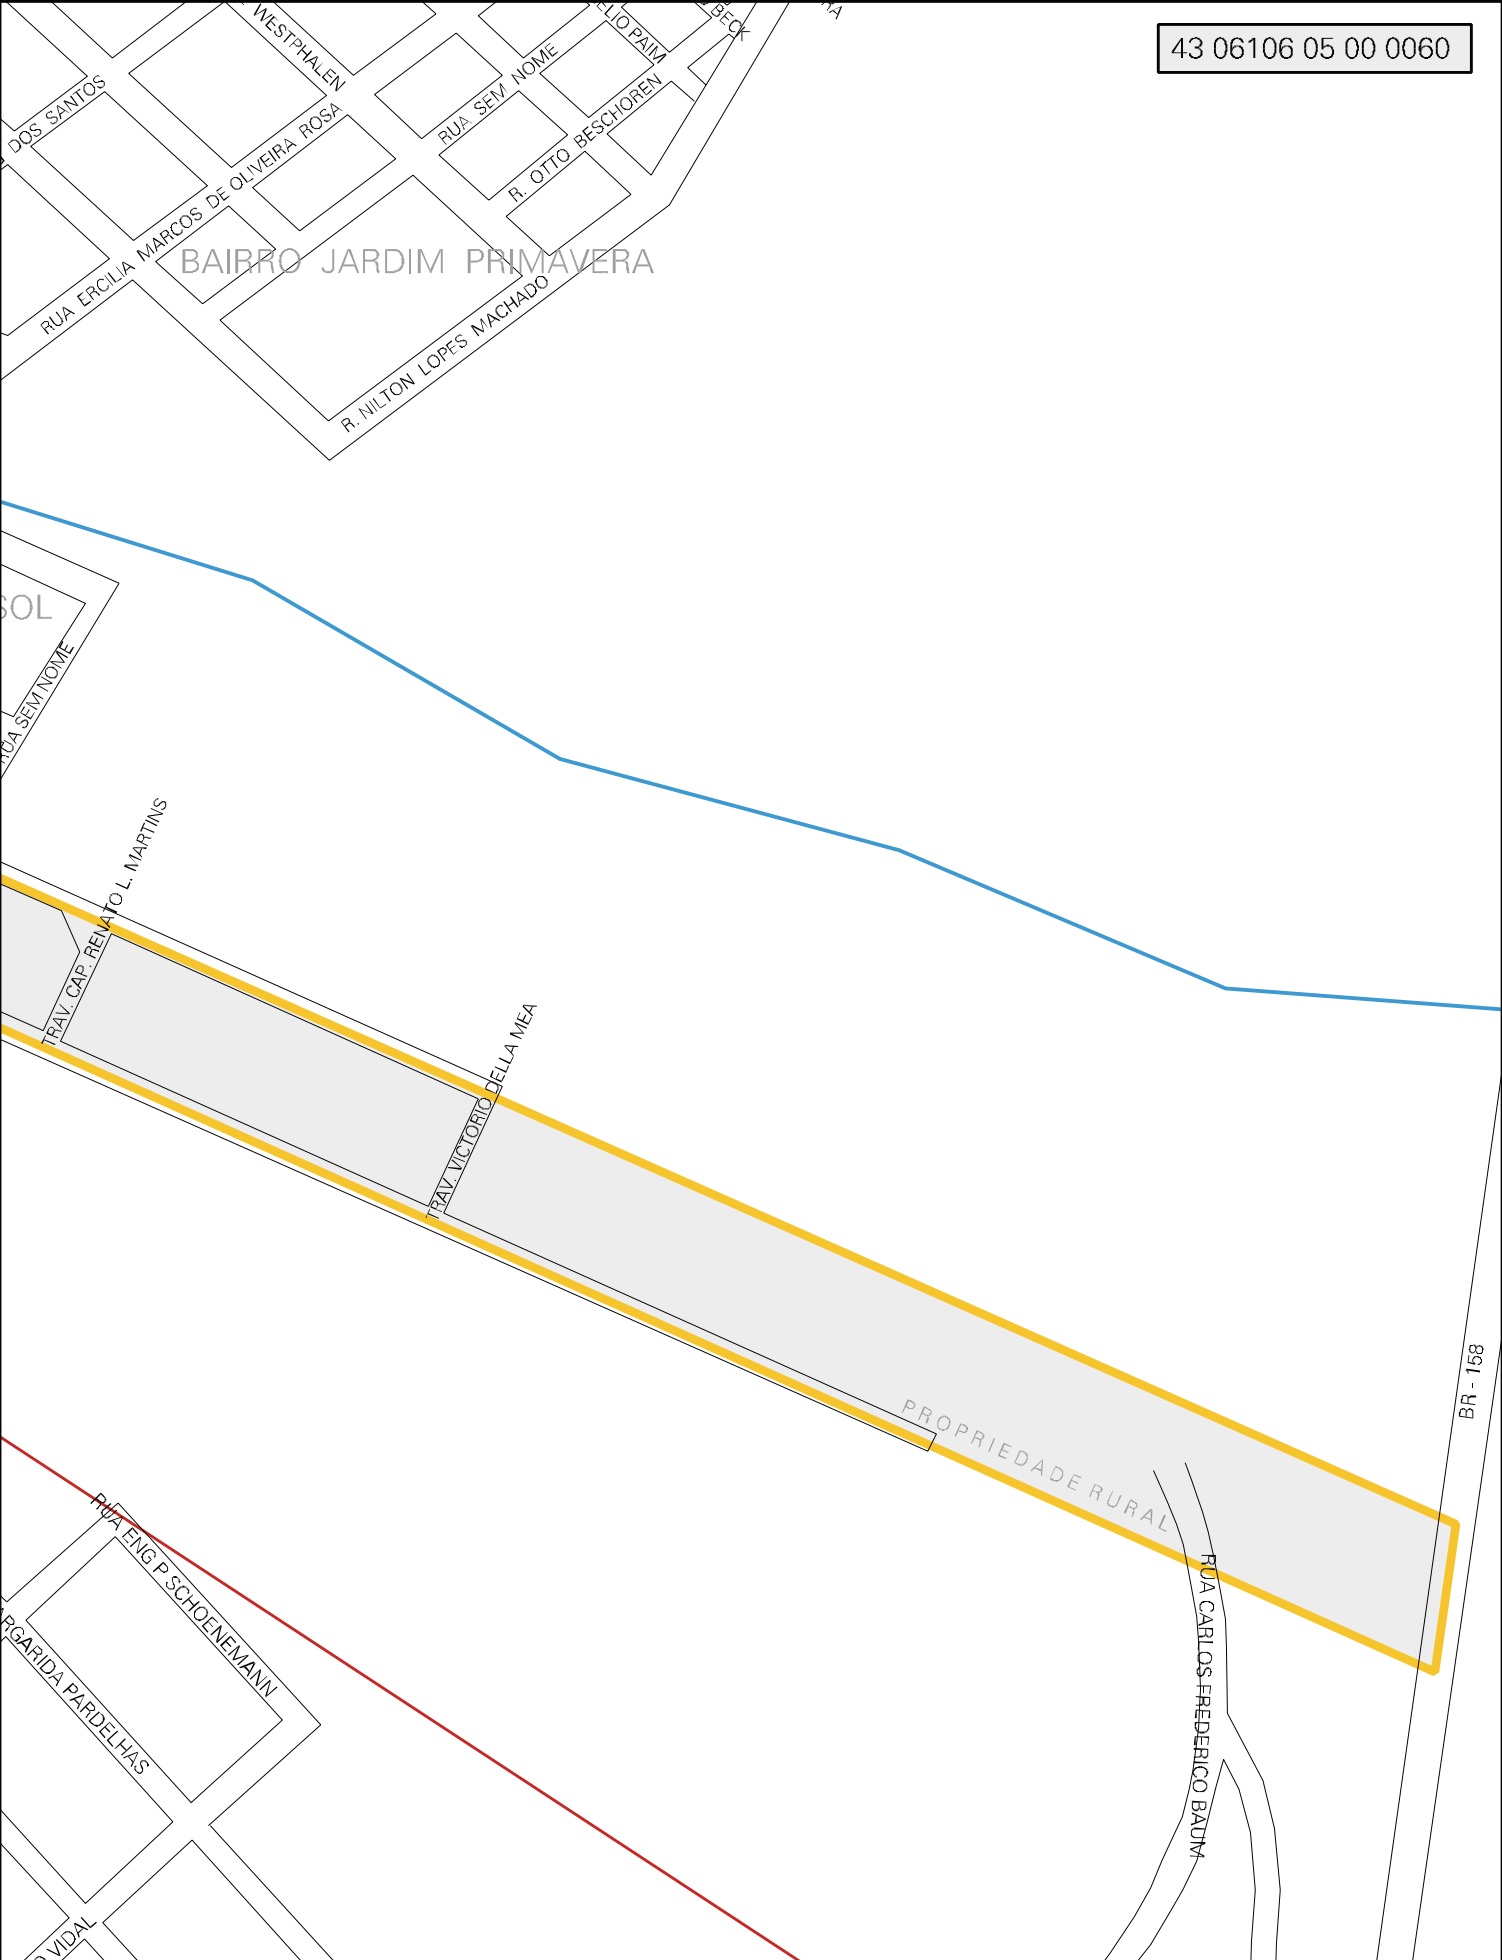 43 06106 05 00 0060
WESTPHALEN
ELIO PAIM
BECK
RA
DOS SANTOS
RUA SEM NOME
R. OTTO BESCHOREN
RUA ERCILIA MARCOS DE OLIVEIRA ROSA
BAIRRO JARDIM PRIMAVERA
R. NILTON LOPES MACHADO
SOL
RUA SEM NOME
TRAV. CAP. RENATO L. MARTINS
TRAV. VICTORIO DELLA MEA
BR - 158
PROPRIEDADE RURAL
RUA ENG P SCHOENEMANN
RUA CARLOS FREDERICO BAUM
ARGARIDA PARDELHAS
O VIDAL